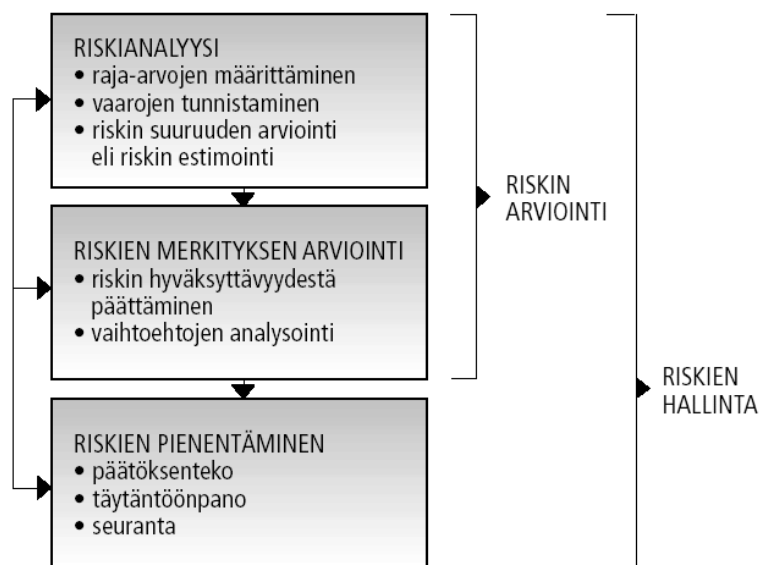 RISKIANALYYSI
• raja-arvojen määrittäminen
• vaarojen tunnistaminen
• riskin suuruuden arviointi
eli riskin estimointi
RISKIEN MERKITYKSEN ARVIOINTI
• riskin hyväksyttävyydestä
päättäminen
• vaihtoehtojen analysointi
RISKIEN PIENENTÄMINEN
• päätöksenteko
• täytäntöönpano
• seuranta
RISKIN
ARVIOINTI
RISKIEN
HALLINTA